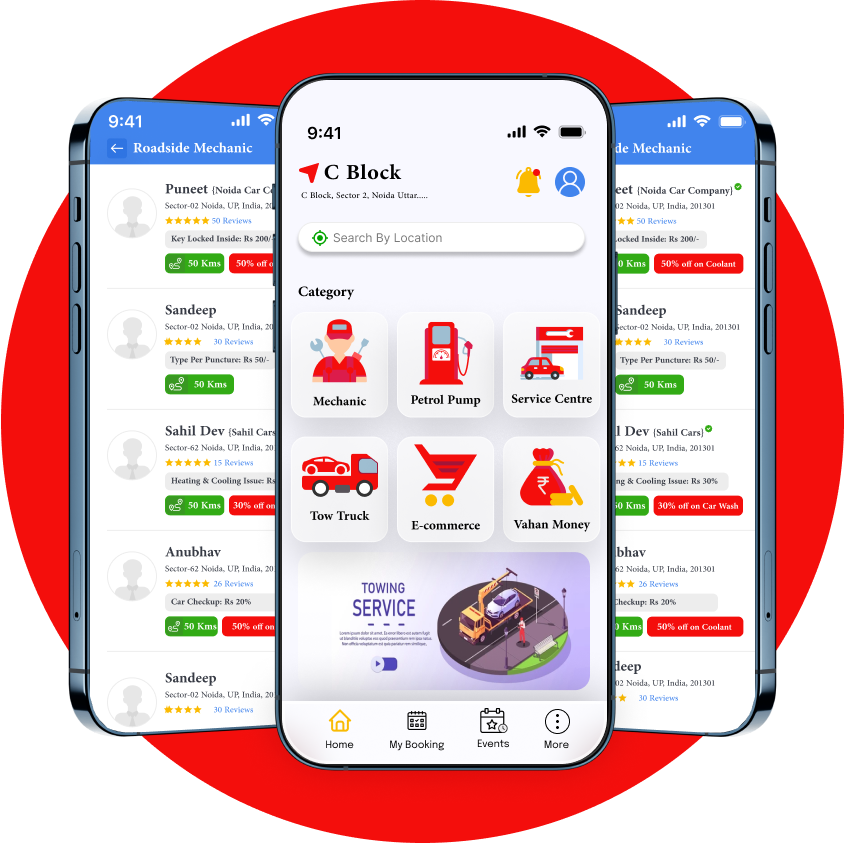 9:41
Roadside Mechanic
Puneet {Noida Car C
Sector-02 Noida, UP, India, 20
50 Reviews
Key Locked Inside: Rs 200/-
50 Kms
50% off o
Sandeep
Sector-02 Noida, UP, India, 20
30 Reviews
Type Per Puncture: Rs 50/-
50 Kms
Sahil Dev {Sahil Cars
Sector-62 Noida, UP, India, 20
15 Reviews
Heating & Cooling Issue: Rs
50 Kms
30% off on
Anubhav
Sector-62 Noida, UP, India, 20
26 Reviews
Car Checkup: Rs 20%
50 Kms
50% off on
Sandeep
Sector-02 Noida, UP, India, 20
30 Reviews
9:41
C Block
C Block, Sector 2, Noida Uttar.....
Search By Location
Category
Mechanic
Petrol Pump
Service Centre
Tow Truck
E-commerce
₹
Vahan Money
TOWING
SERVICE
Home
My Booking
Events
More
de Mechanic
eet {Noida Car Company}
02 Noida, UP, India, 201301
50 Reviews
ocked Inside: Rs 200/-
0 Kms
50% off on Coolant
Sandeep
ector-02 Noida, UP, India, 201301
30 Reviews
Type Per Puncture: Rs 50/-
50 Kms
l Dev {Sahil Cars}
62 Noida, UP, India, 201301
15 Reviews
ng & Cooling Issue: Rs 30%
50 Kms
30% off on Car Wash
bhav
62 Noida, UP, India, 201301
26 Reviews
Checkup: Rs 20%
0 Kms
50% off on Coolant
deep
02 Noida, UP, India, 201301
30 Reviews